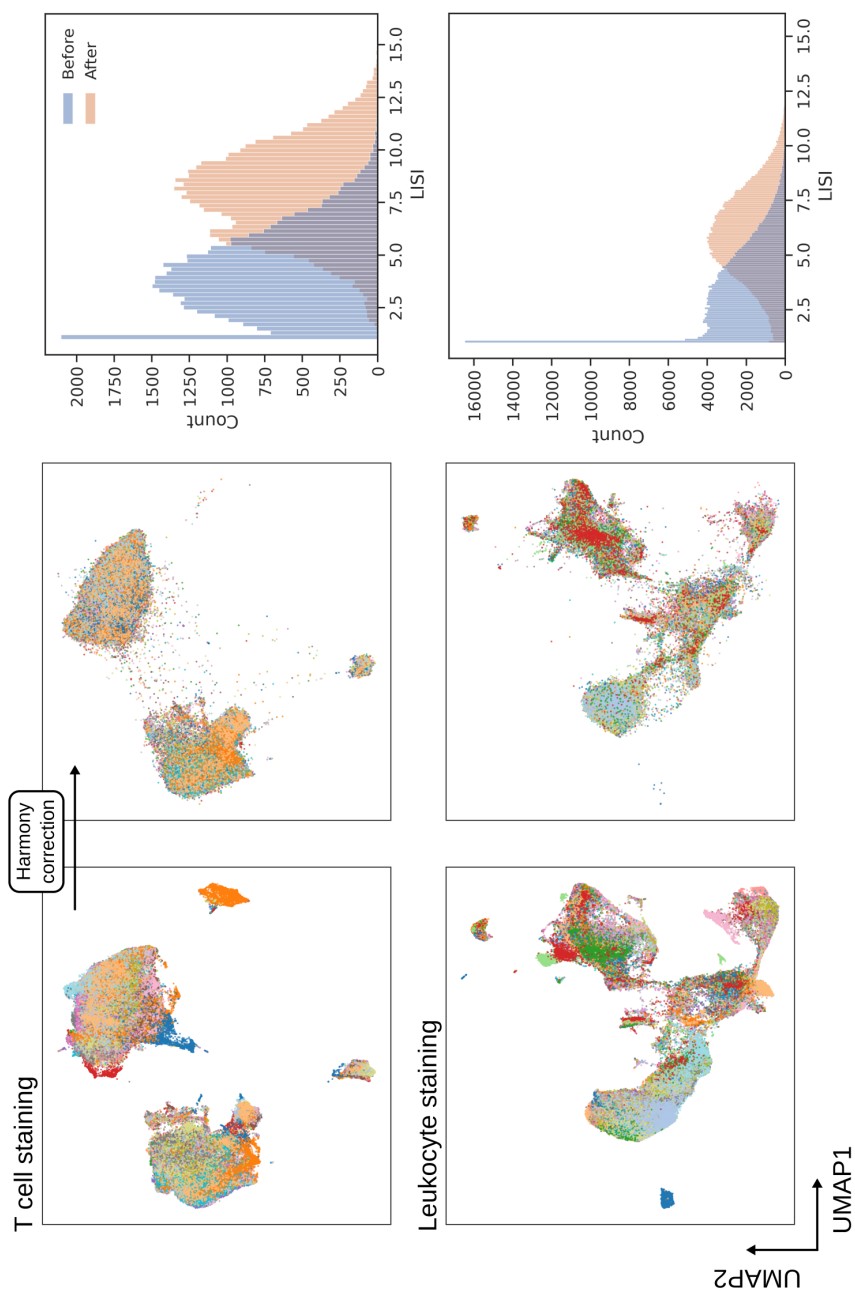 T cell staining
Harmony
correction
Before
After
Count
0
250
500
750
1000
1250
1500
1750
2000
2.5
5.0
7.5
10.0
12.5
15.0
LISI
Leukocyte staining
Count
0
2000
4000
6000
8000
10000
12000
14000
16000
2.5
5.0
7.5
10.0
12.5
15.0
LISI
UMAP2
UMAP1